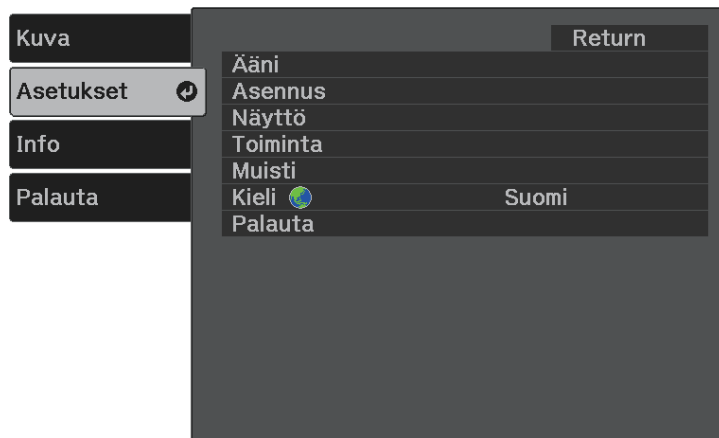 Kuva
Asetukset
Info
Palauta
Return
Ääni
Asennus
Näyttö
Toiminta
Muisti
Kieli Suomi
Palauta